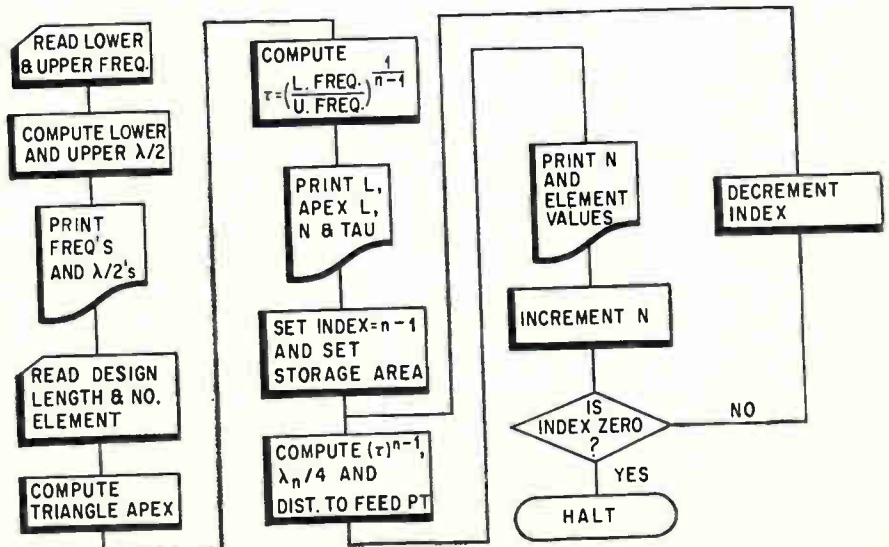 READ LOWER
& UPPER FREQ.
COMPUTE LOWER
AND UPPER λ/2
PRINT
FREQ'S
AND λ/2's
READ DESIGN
LENGTH & NO.
ELEMENT
COMPUTE
TRIANGLE APEX
COMPUTE
τ=(L. FREQ./U. FREQ.)^1/n-1
PRINT L,
APEX L,
N & TAU
SET INDEX=n-1
AND SET
STORAGE AREA
COMPUTE (τ)^n-1,
λn/4 AND
DIST. TO FEED PT
PRINT N
AND
ELEMENT
VALUES
INCREMENT N
IS
INDEX ZERO
?
NO
YES
HALT
DECREMENT
INDEX